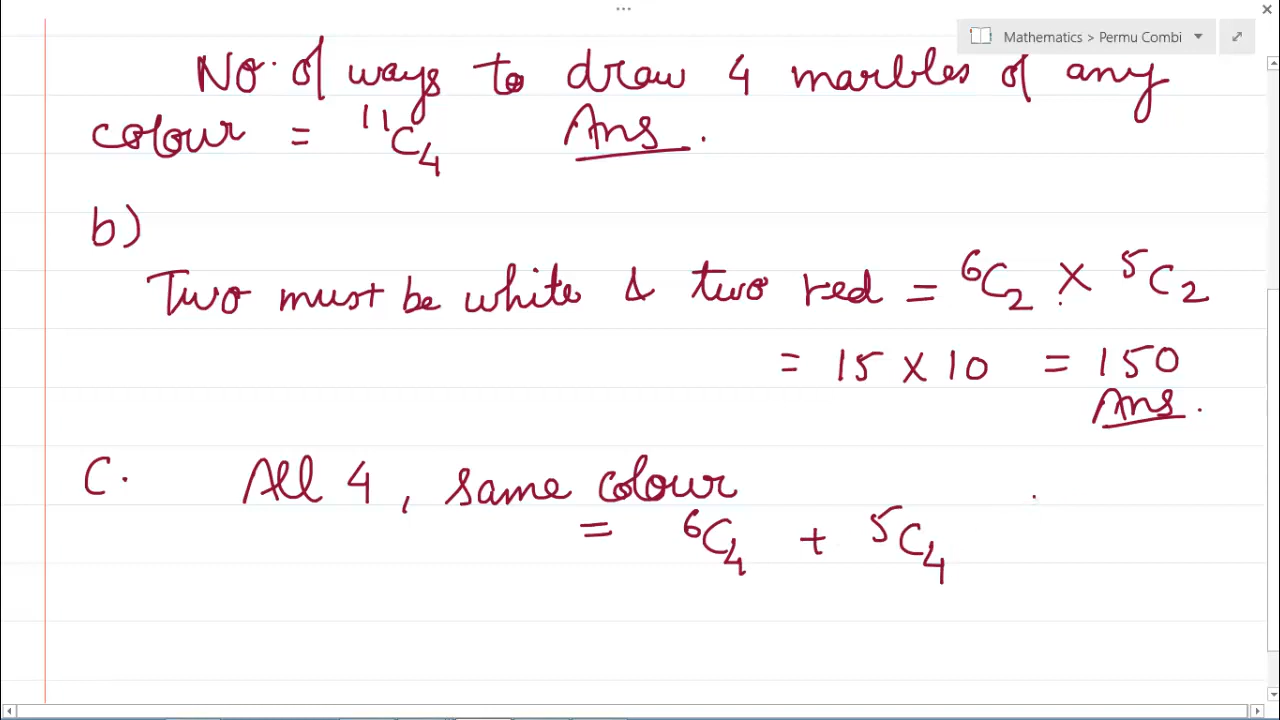 ...
Mathematics > Permu Combi
No. of ways to draw 4 marbles of any
colour = ¹¹C₄ Ans.
b)
Two must be white & two red = ⁶C₂ × ⁵C₂
= 15 × 10 = 150
Ans.
C. All 4, same colour
= ⁶C₄ + ⁵C₄